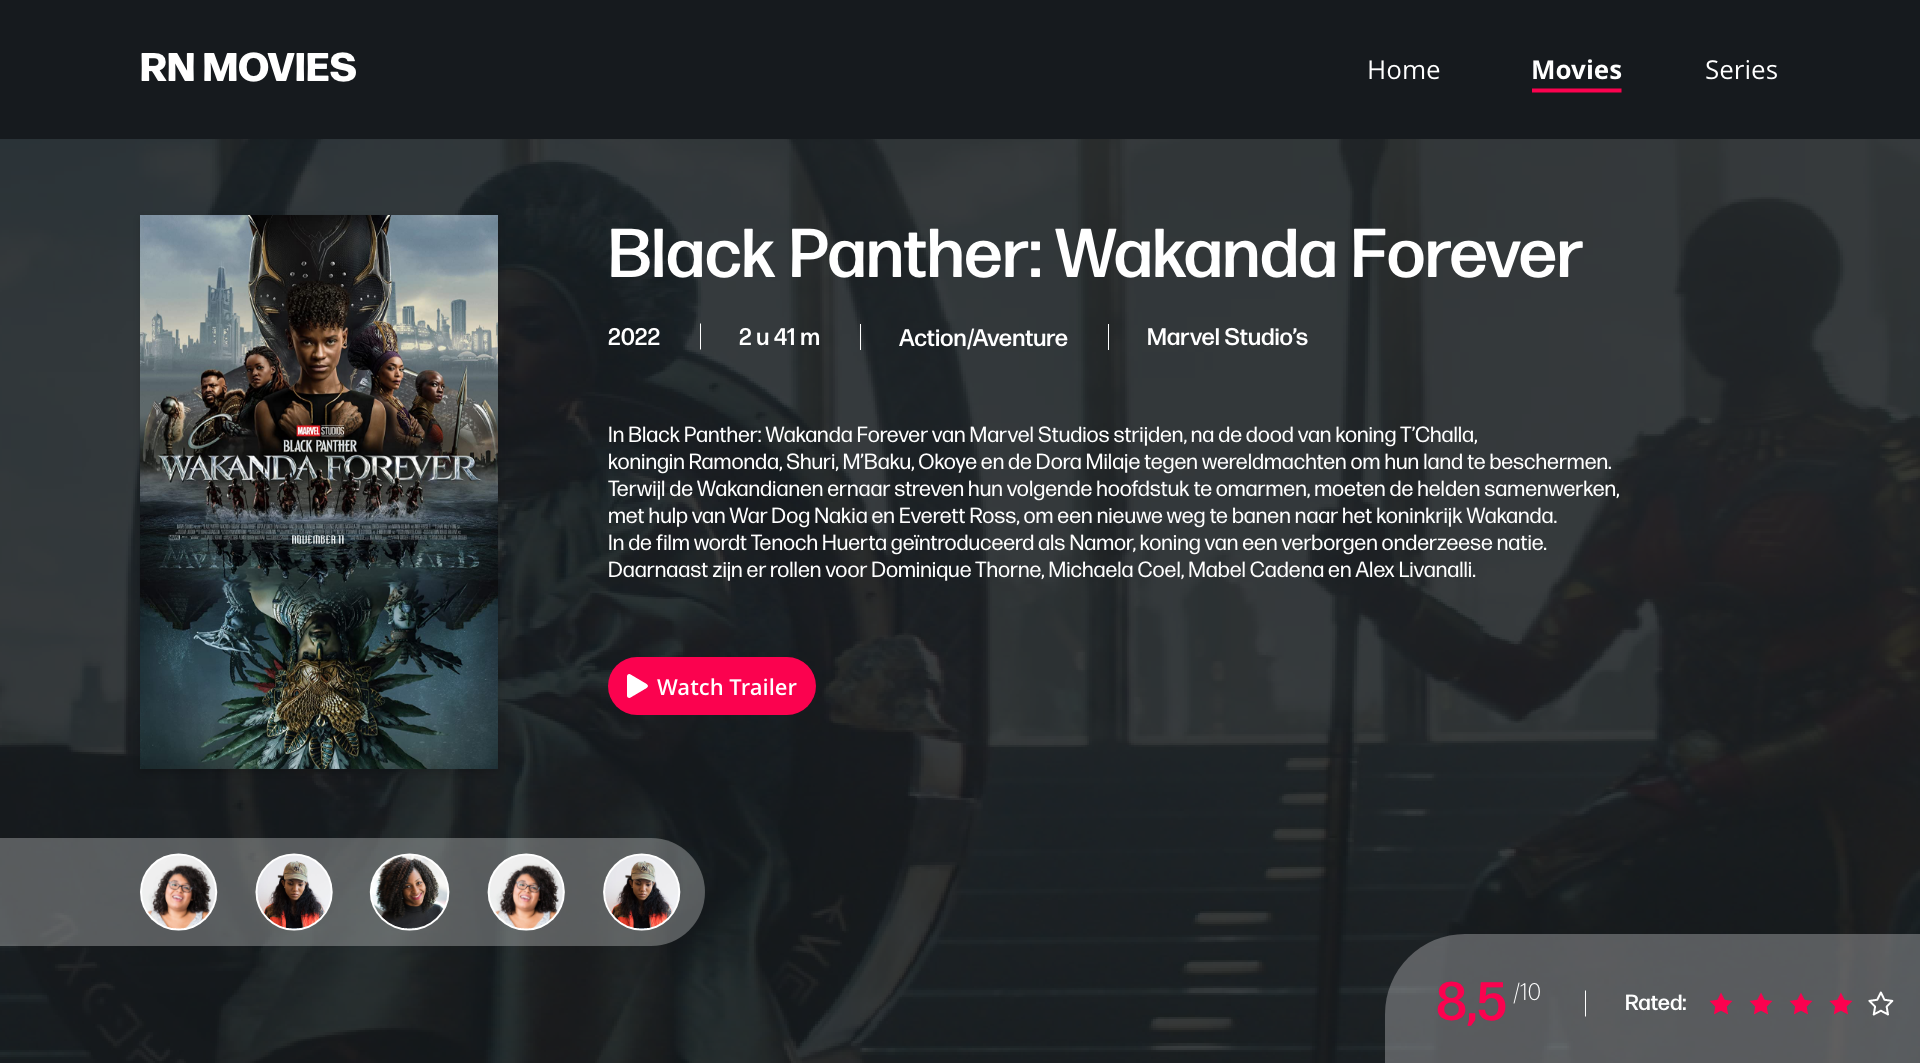 RN MOVIES
Home
Movies
Series
Black Panther: Wakanda Forever
2022
2 u 41 m
Action/Aventure
Marvel Studio’s
In Black Panther: Wakanda Forever van Marvel Studios strijden, na de dood van koning T’Challa,
koningin Ramonda, Shuri, M’Baku, Okoye en de Dora Milaje tegen wereldmachten om hun land te beschermen.
Terwijl de Wakandianen ernaar streven hun volgende hoofdstuk te omarmen, moeten de helden samenwerken,
met hulp van War Dog Nakia en Everett Ross, om een nieuwe weg te banen naar het koninkrijk Wakanda.
In de film wordt Tenoch Huerta geïntroduceerd als Namor, koning van een verborgen onderzeese natie.
Daarnaast zijn er rollen voor Dominique Thorne, Michaela Coel, Mabel Cadena en Alex Livanalli.
MARVEL STUDIOS
BLACK PANTHER
WAKANDA FOREVER
NOVEMBER 11
Watch Trailer
8,5 /10
Rated: